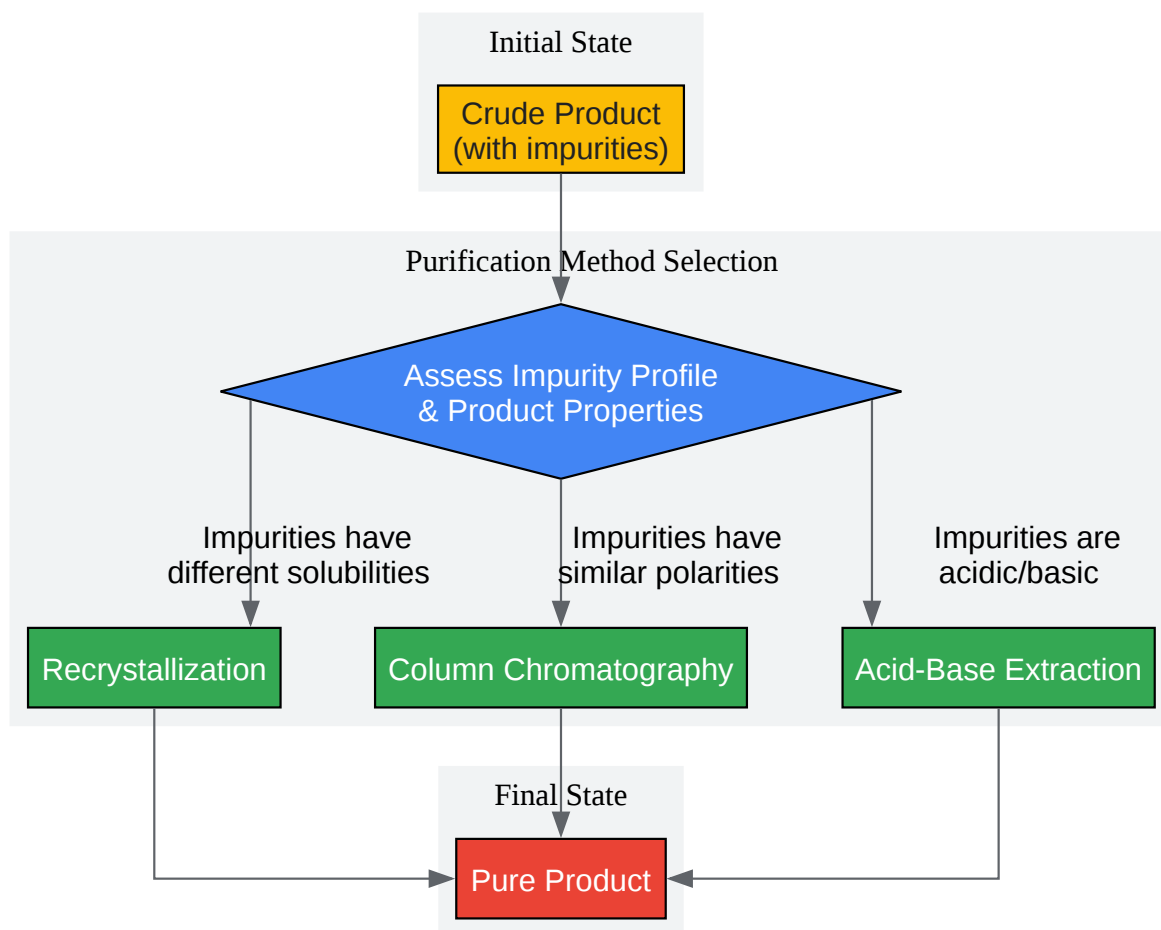 Initial State
Crude Product
(with impurities)
Purification Method Selection
Assess Impurity Profile
& Product Properties
Impurities have
different solubilities
Impurities have
similar polarities
Impurities are
acidic/basic
Recrystallization
Column Chromatography
Acid-Base Extraction
Final State
Pure Product